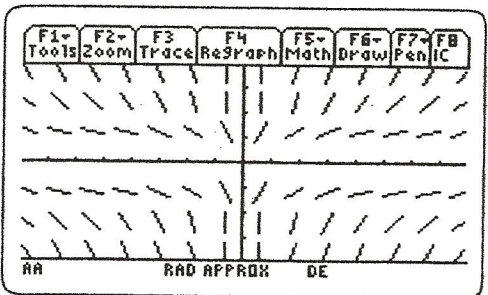 F1 F2 F3 F4 F5 F6 F7 F8
Tools Zoom Trace Regraph Math Draw Pen IC
AA RAD APPROX DE